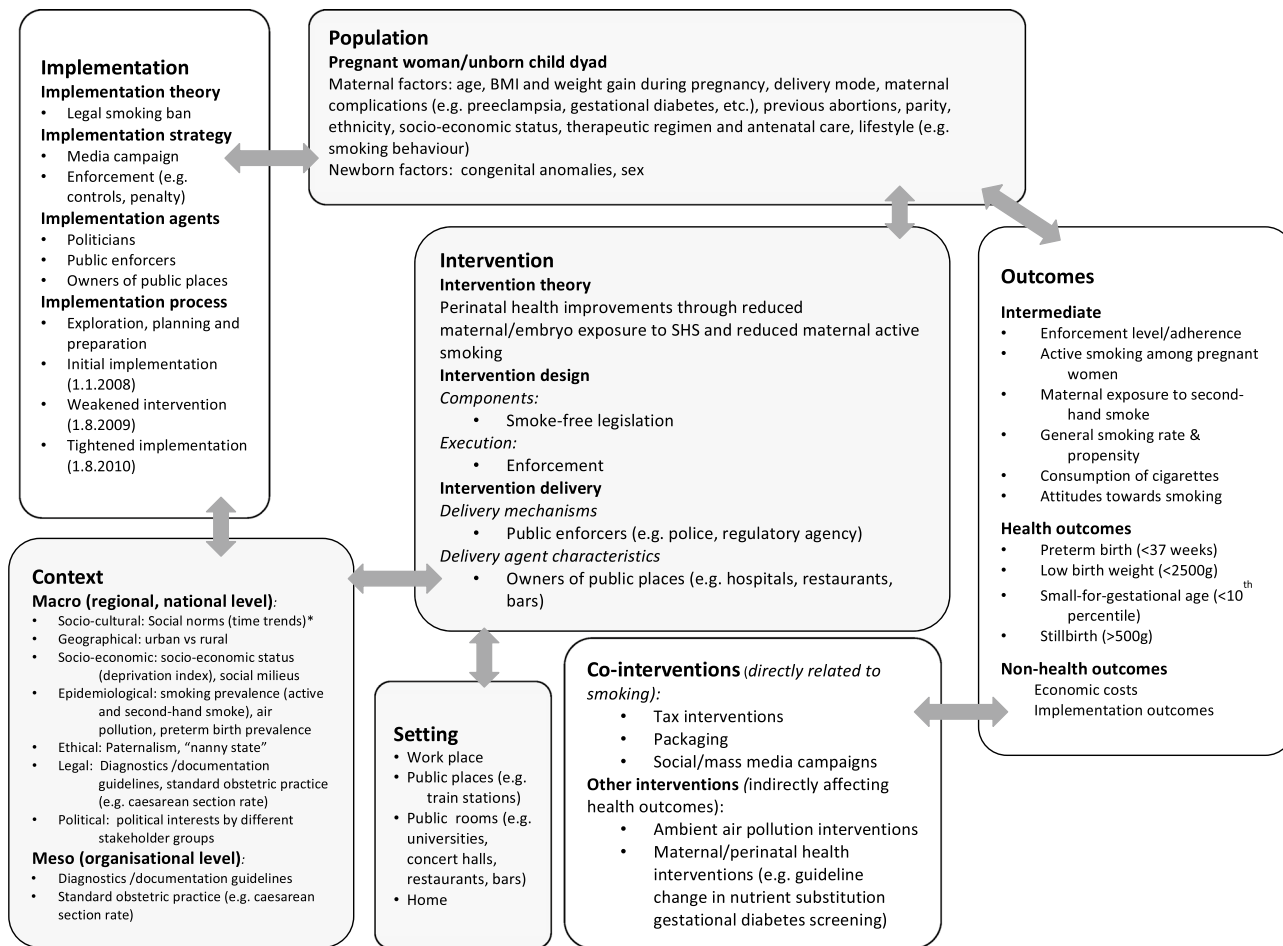 Implementation
Implementation theory
• Legal smoking ban
Implementation strategy
• Media campaign
• Enforcement (e.g.
controls, penalty)
Implementation agents
• Politicians
• Public enforcers
• Owners of public places
Implementation process
• Exploration, planning and
preparation
• Initial implementation
(1.1.2008)
• Weakened intervention
(1.8.2009)
• Tightened implementation
(1.8.2010)
Population
Pregnant woman/unborn child dyad
Maternal factors: age, BMI and weight gain during pregnancy, delivery mode, maternal
complications (e.g. preeclampsia, gestational diabetes, etc.), previous abortions, parity,
ethnicity, socio-economic status, therapeutic regimen and antenatal care, lifestyle (e.g.
smoking behaviour)
Newborn factors: congenital anomalies, sex
Intervention
Intervention theory
Perinatal health improvements through reduced
maternal/embryo exposure to SHS and reduced maternal active
smoking
Intervention design
Components:
• Smoke-free legislation
Execution:
• Enforcement
Intervention delivery
Delivery mechanisms
• Public enforcers (e.g. police, regulatory agency)
Delivery agent characteristics
• Owners of public places (e.g. hospitals, restaurants,
bars)
Outcomes
Intermediate
• Enforcement level/adherence
• Active smoking among pregnant
women
• Maternal exposure to second-
hand smoke
• General smoking rate &
propensity
• Consumption of cigarettes
• Attitudes towards smoking
Health outcomes
• Preterm birth (<37 weeks)
• Low birth weight (<2500g)
• Small-for-gestational age (<10th
percentile)
• Stillbirth (>500g)
Non-health outcomes
Economic costs
Implementation outcomes
Context
Macro (regional, national level):
• Socio-cultural: Social norms (time trends)*
• Geographical: urban vs rural
• Socio-economic: socio-economic status
(deprivation index), social milieus
• Epidemiological: smoking prevalence (active
and second-hand smoke), air
pollution, preterm birth prevalence
• Ethical: Paternalism, “nanny state”
• Legal: Diagnostics /documentation
guidelines, standard obstetric practice
(e.g. caesarean section rate)
• Political: political interests by different
stakeholder groups
Meso (organisational level):
• Diagnostics /documentation guidelines
• Standard obstetric practice (e.g. caesarean
section rate)
Setting
• Work place
• Public places (e.g.
train stations)
• Public rooms (e.g.
universities,
concert halls,
restaurants, bars)
• Home
Co-interventions (directly related to
smoking):
• Tax interventions
• Packaging
• Social/mass media campaigns
Other interventions (indirectly affecting
health outcomes):
• Ambient air pollution interventions
• Maternal/perinatal health
interventions (e.g. guideline
change in nutrient substitution
gestational diabetes screening)